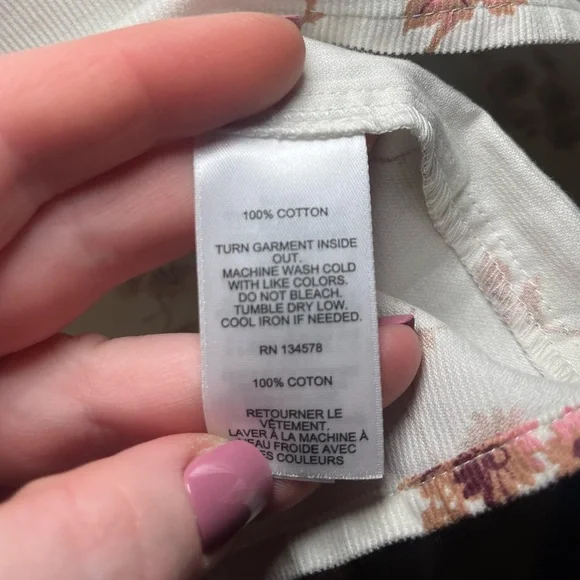 100% COTTON
TURN GARMENT INSIDE
OUT.
MACHINE WASH COLD
WITH LIKE COLORS.
DO NOT BLEACH.
TUMBLE DRY LOW.
COOL IRON IF NEEDED.
RN 134578
100% COTON
RETOURNER LE
VÊTEMENT.
LAVER À LA MACHINE À
FROIDE AVEC
COULEURS